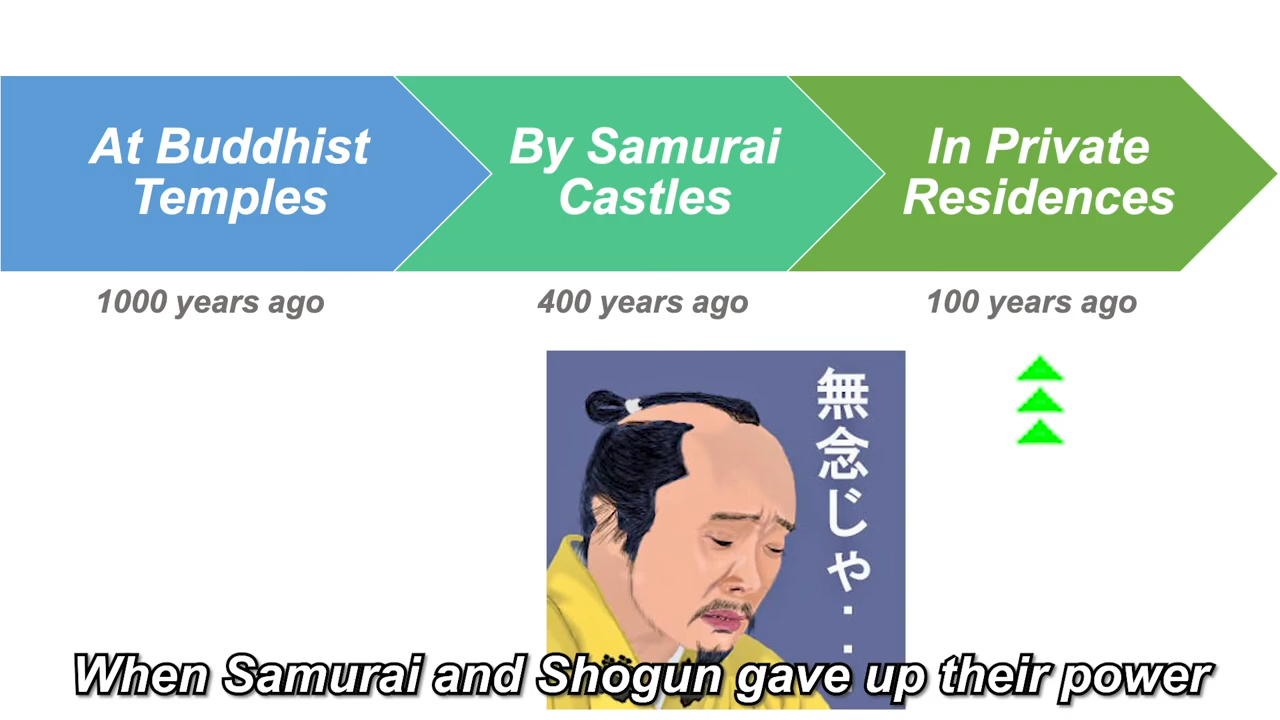 At Buddhist
Temples
By Samurai
Castles
In Private
Residences
1000 years ago
400 years ago
100 years ago
無念じゃ・・
When Samurai and Shogun gave up their power